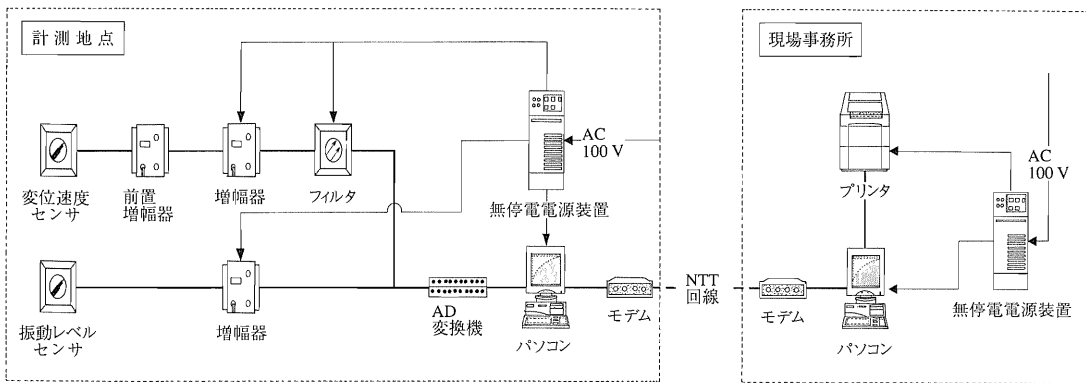 計測地点
現場事務所
変位速度
センサ
前置
増幅器
増幅器
フィルタ
無停電電源装置
AC
100 V
振動レベル
センサ
増幅器
AD
変換機
パソコン
モデム
NTT
回線
プリンタ
AC
100 V
無停電電源装置
モデム
パソコン